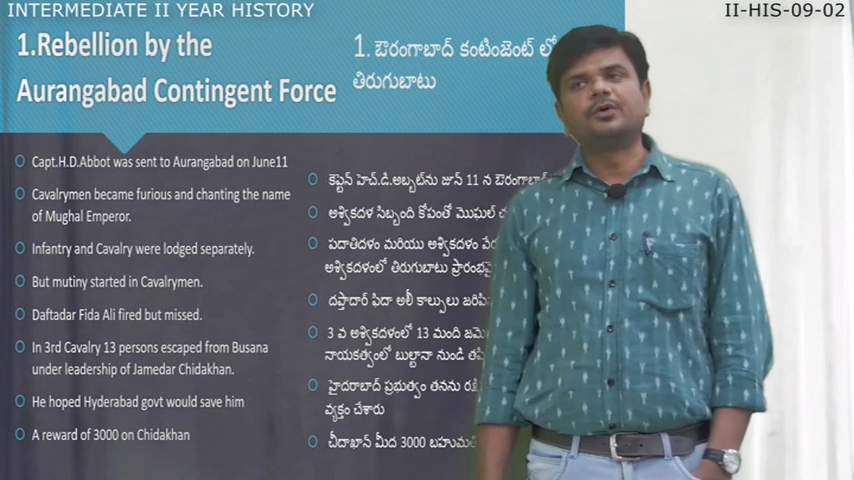 INTERMEDIATE II YEAR HISTORY
II-HIS-09-02
1.Rebellion by the
Aurangabad Contingent Force
1. ఔరంగాబాద్ కంటింజెంట్ లో
తిరుగుబాటు
Capt.H.D.Abbot was sent to Aurangabad on June11
Cavalrymen became furious and chanting the name
of Mughal Emperor.
Infantry and Cavalry were lodged separately.
But mutiny started in Cavalrymen.
Daftadar Fida Ali fired but missed.
In 3rd Cavalry 13 persons escaped from Busana
under leadership of Jamedar Chidakhan.
He hoped Hyderabad govt would save him
A reward of 3000 on Chidakhan
కెప్టెన్ హెచ్.డి.అబ్బట్‌ను జున్ 11 న
అశ్వికదళ సిబ్బంది కోపంతో మొఘల్
పదాతిదళం మరియు అశ్వికదళం
అశ్వికదళంలో తిరుగుబాటు
దఫ్తాదార్ ఫిదా అలీ కాల్పులు
3 వ అశ్వికదళంలో 13 మంది
నాయకత్వంలో బుల్దానా నుండి
హైదరాబాద్ ప్రభుత్వం తనను
వ్యక్తం చేశారు
చీదాఖాన్ మీద 3000